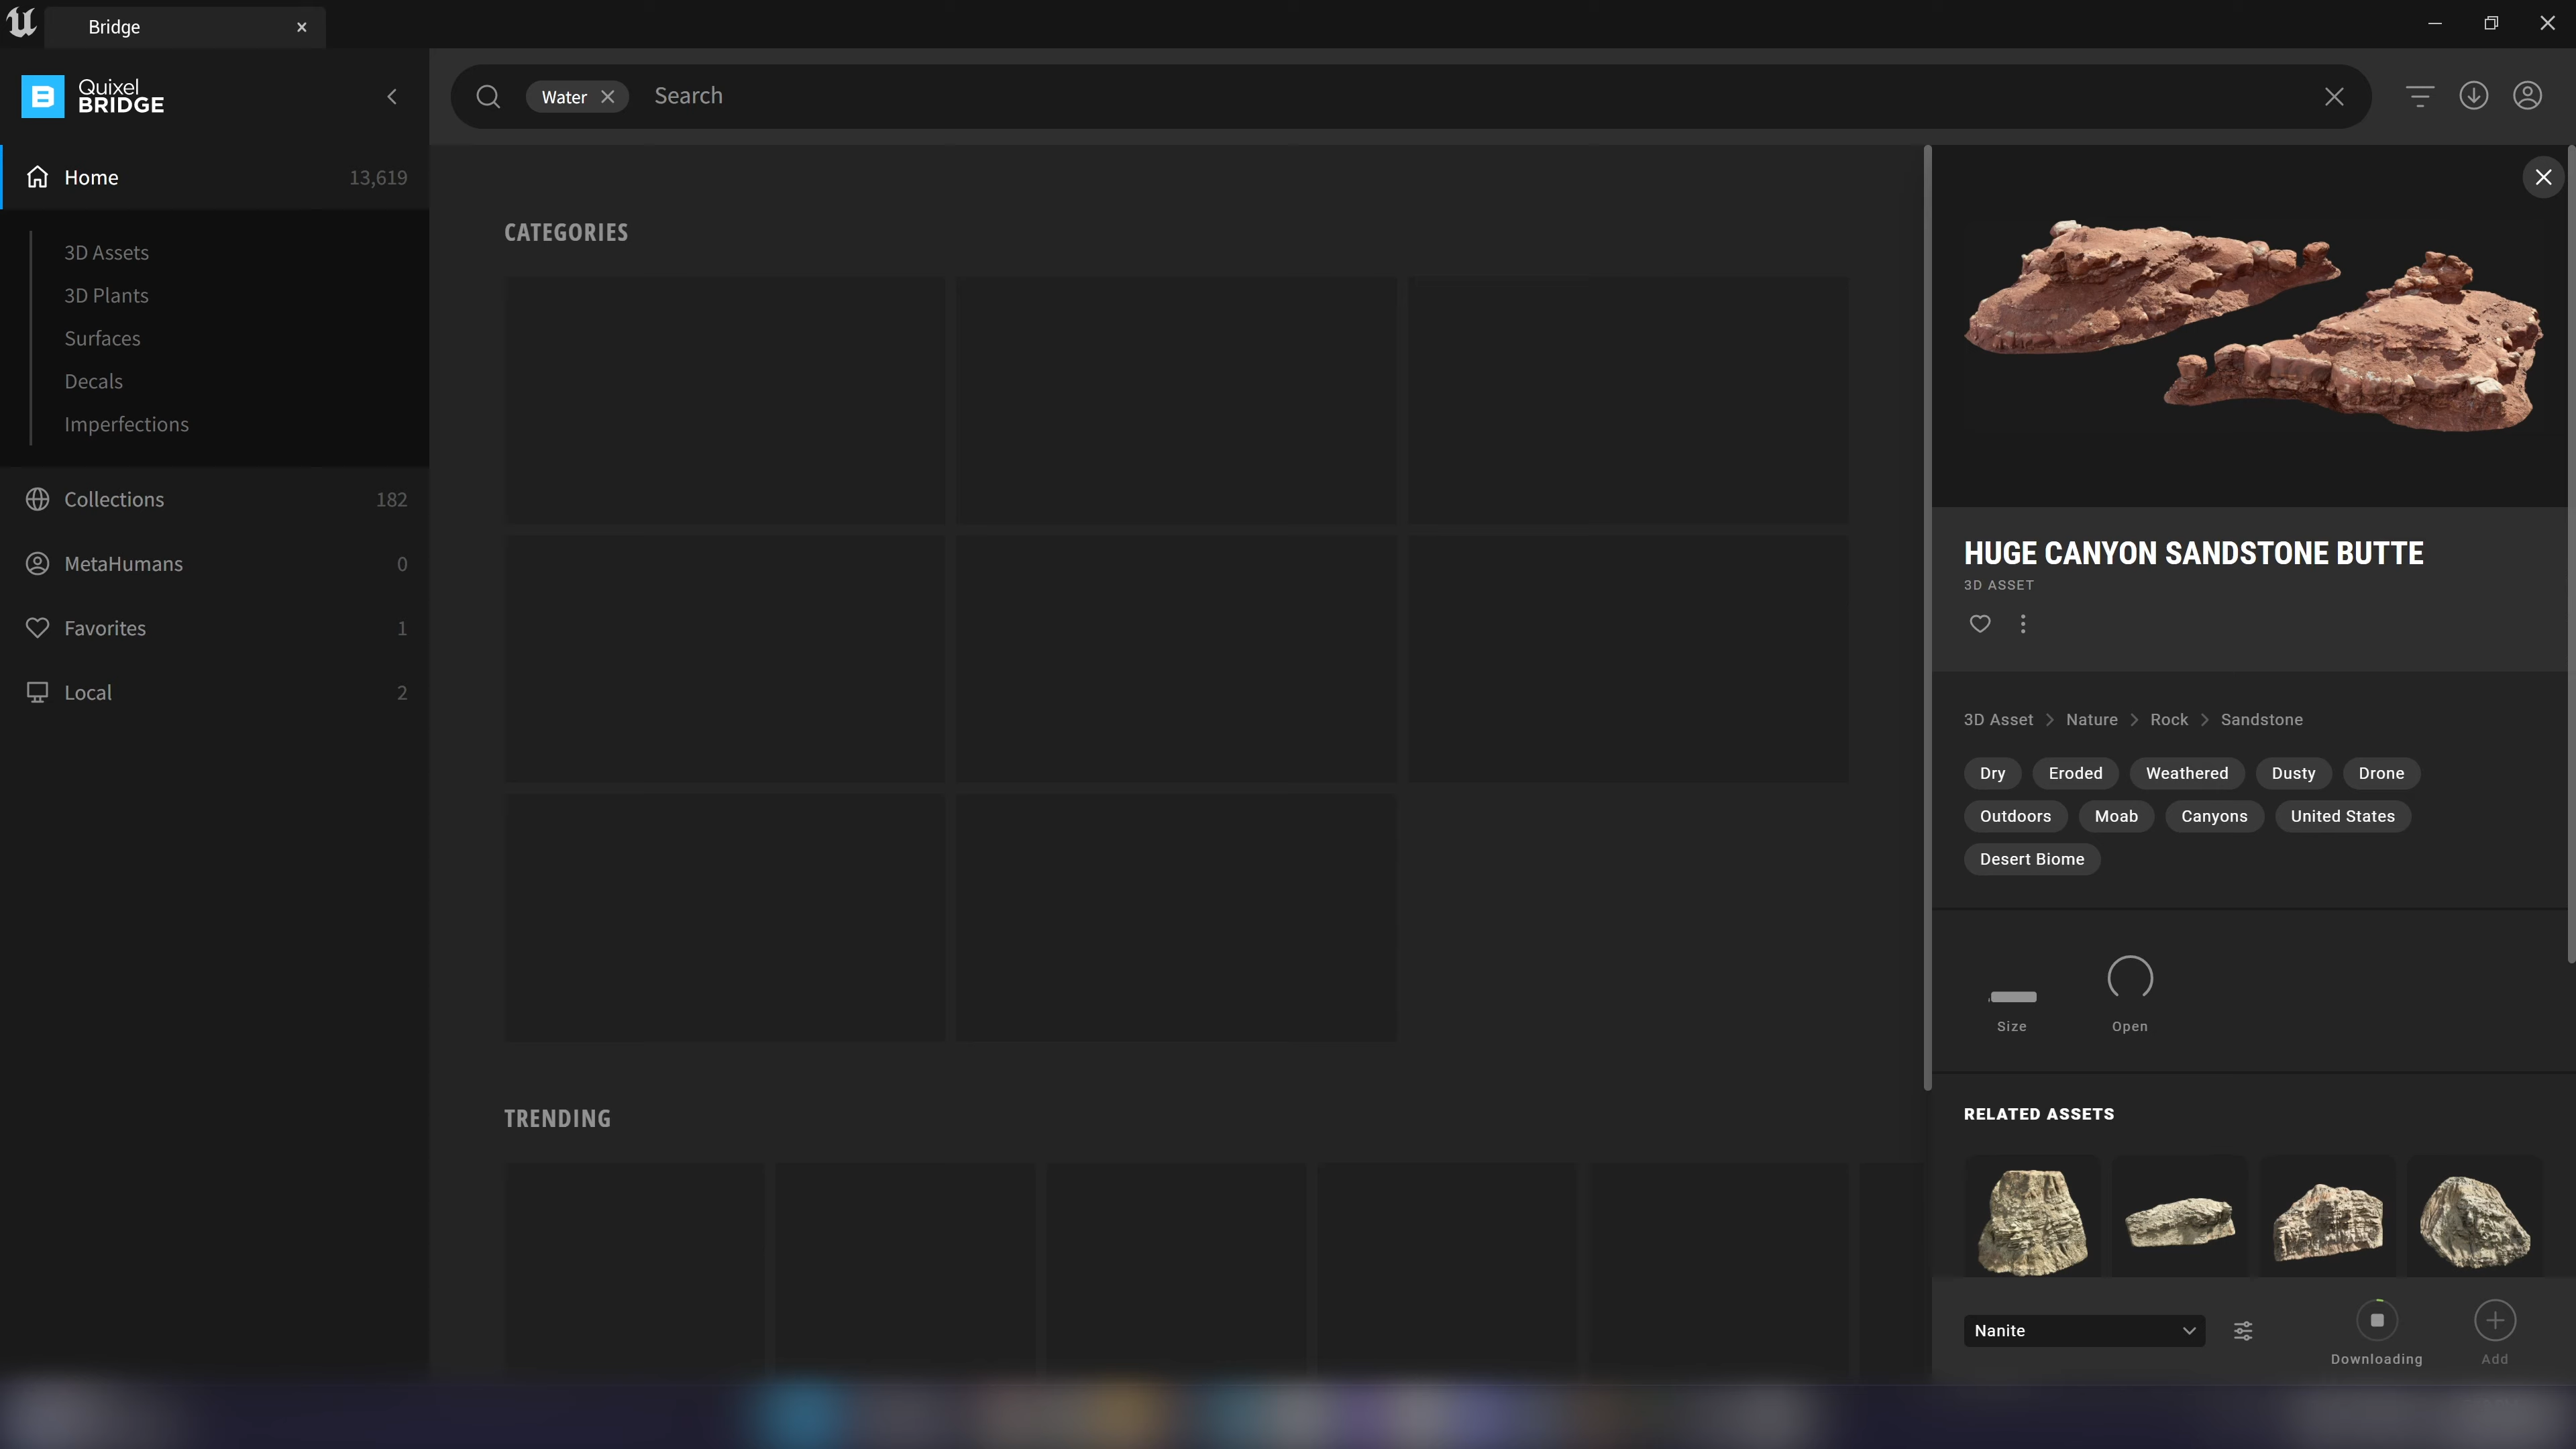 Bridge
Quixel
BRIDGE
Water
Search
Home 13,619
3D Assets
3D Plants
Surfaces
Decals
Imperfections
Collections 182
MetaHumans 0
Favorites 1
Local 2
CATEGORIES
TRENDING
HUGE CANYON SANDSTONE BUTTE
3D ASSET
3D Asset > Nature > Rock > Sandstone
Dry Eroded Weathered Dusty Drone
Outdoors Moab Canyons United States
Desert Biome
Size Open
RELATED ASSETS
Nanite
Downloading Add